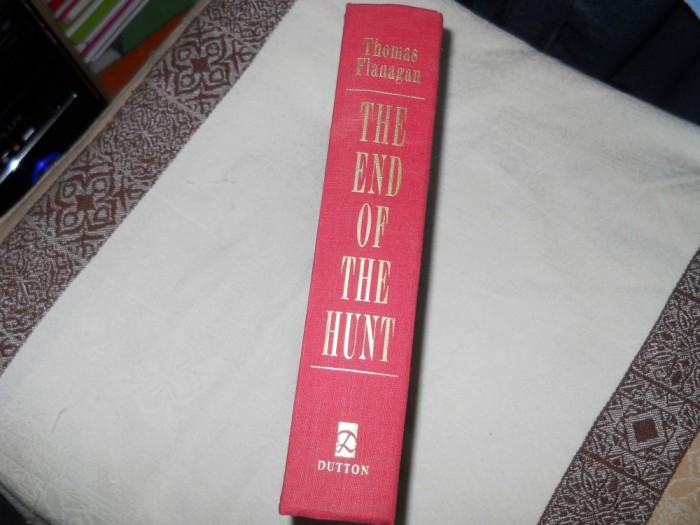 Thomas
Flanagan
THE
END
OF
THE
HUNT
DUTTON